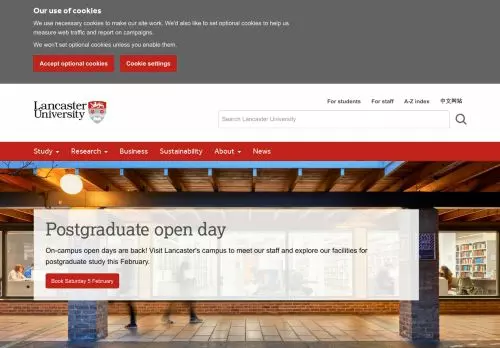 Our use of cookies
We use necessary cookies to make our site work. We'd also like to set optional cookies to help us
measure web traffic and report on campaigns.
We won't set optional cookies unless you enable them.
Accept optional cookies
Cookie settings
For students
For staff
A-Z index
中文网站
Lancaster
University
Search Lancaster University
Study
Research
Business
Sustainability
About
News
Postgraduate open day
On-campus open days are back! Visit Lancaster's campus to meet our staff and explore our facilities for
postgraduate study this February.
Book Saturday 5 February